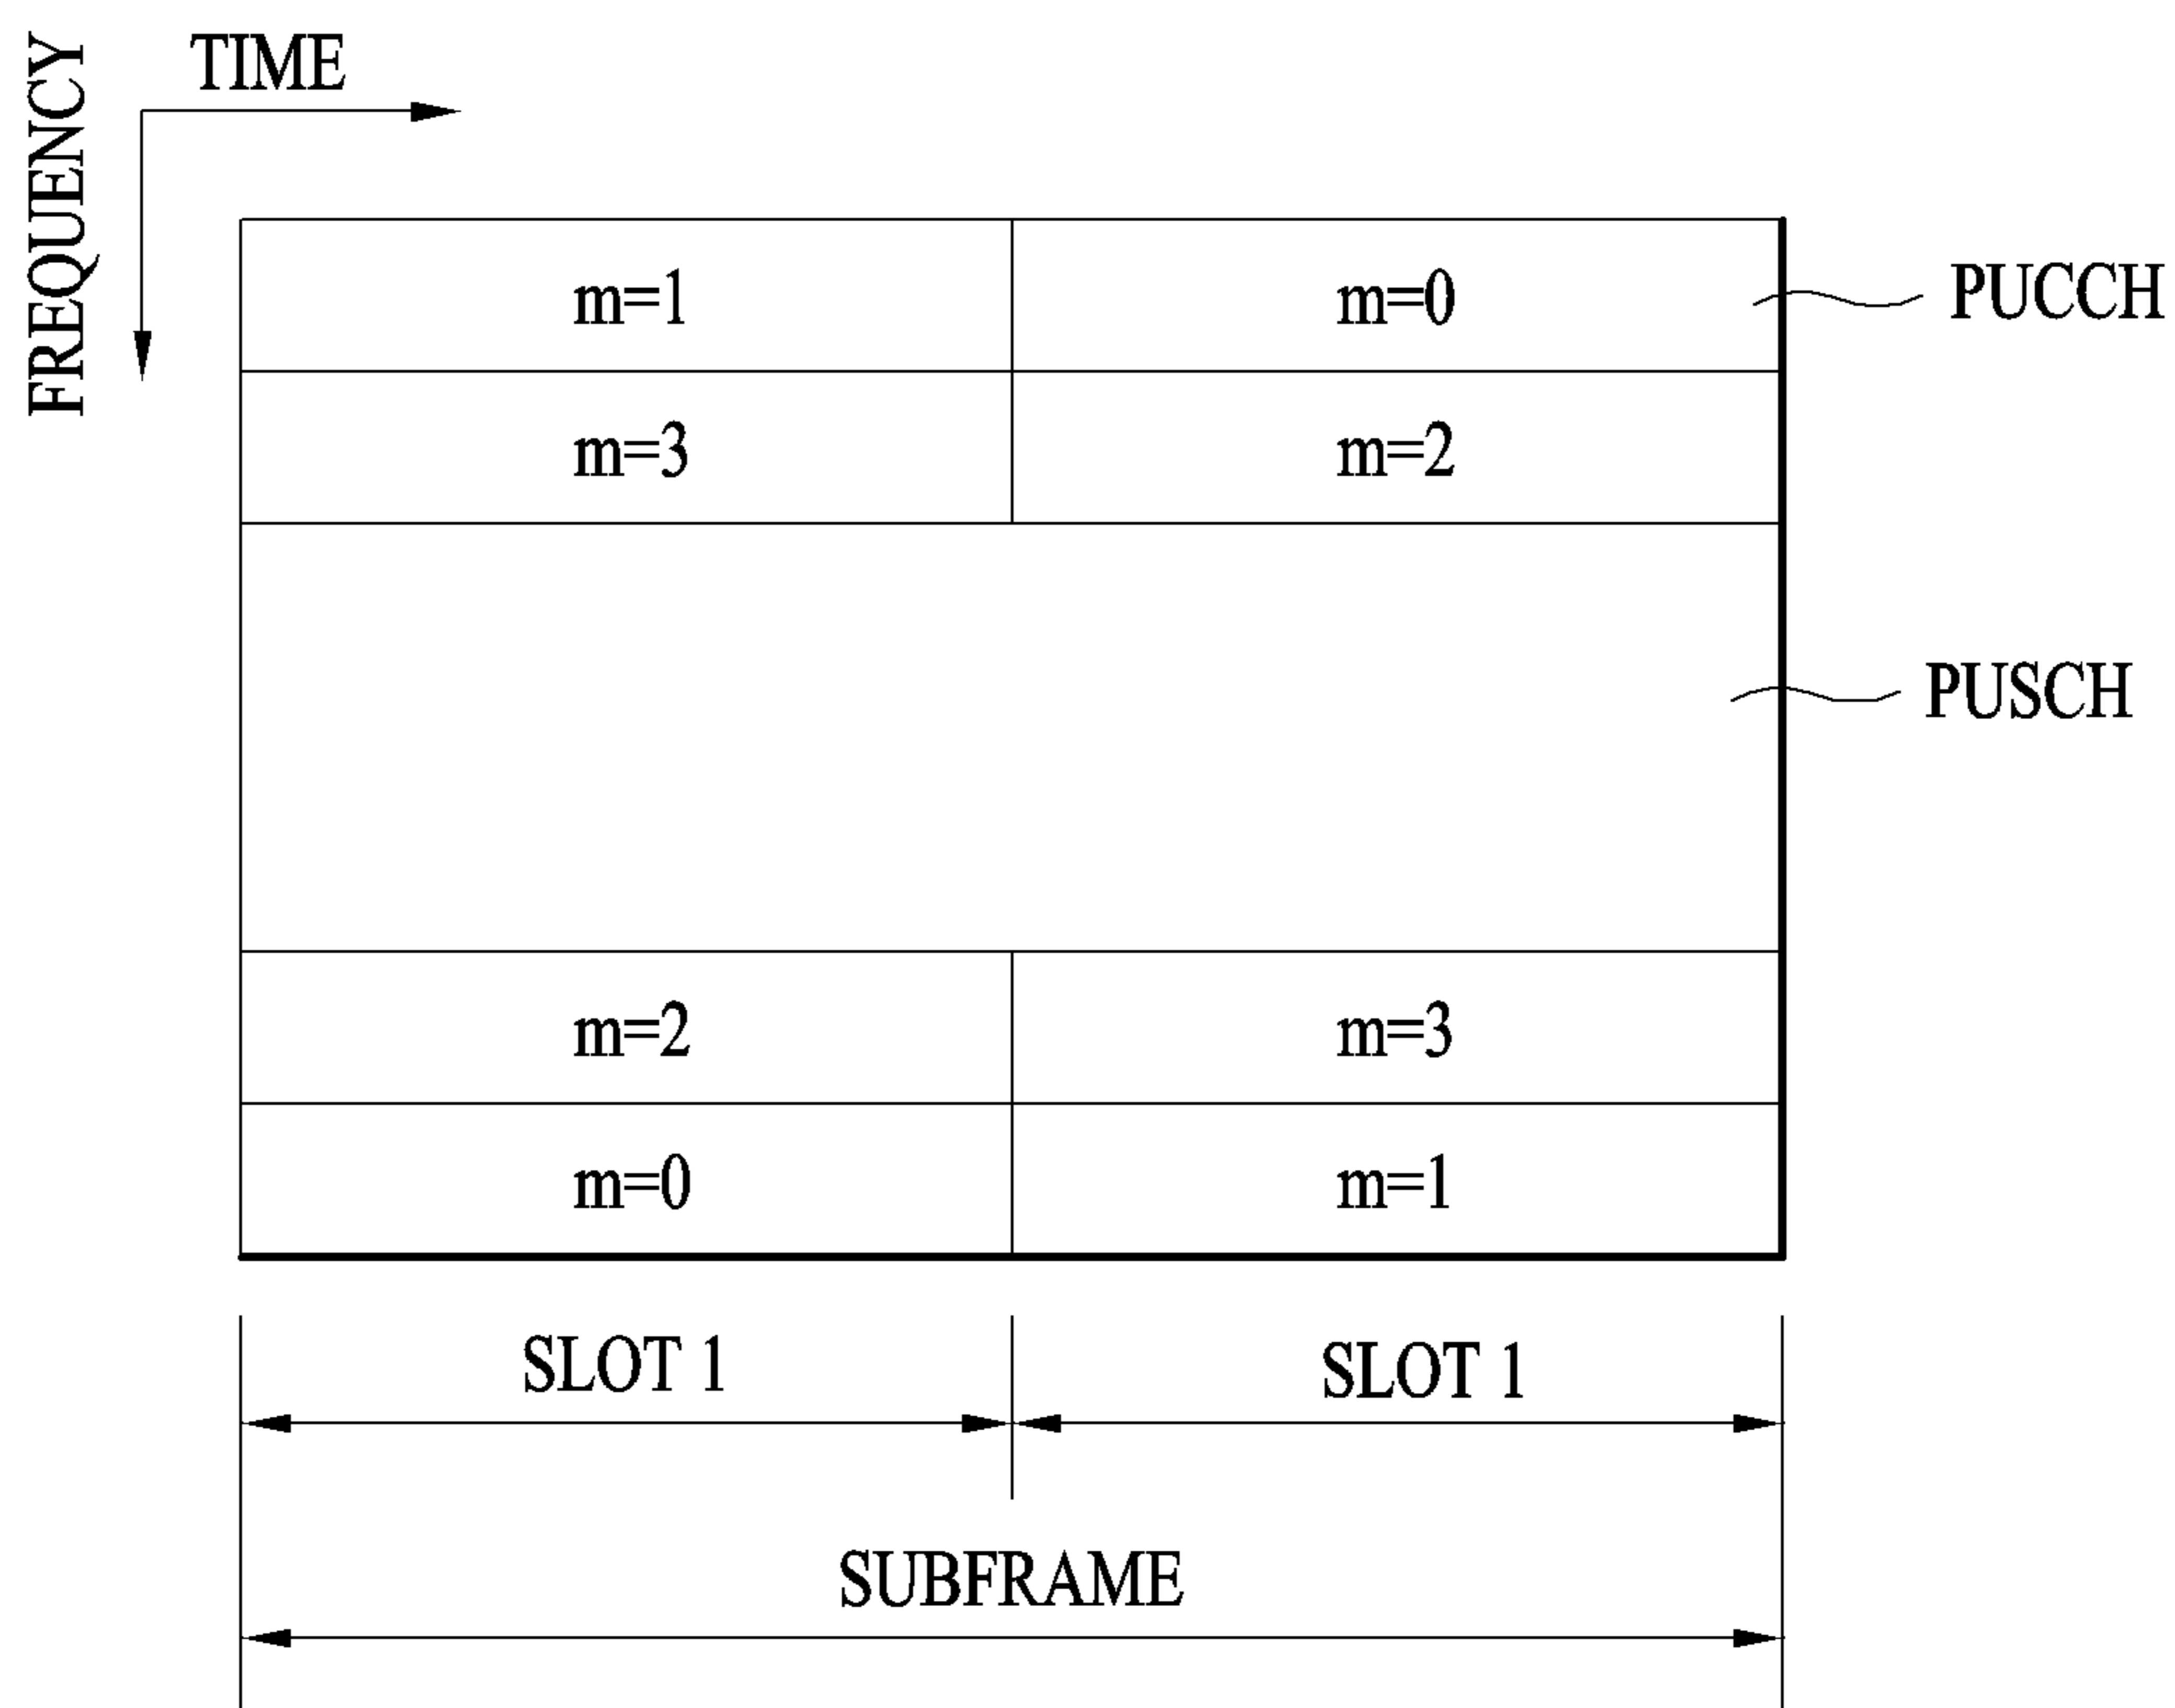 TIME
FREQUENCY
m=1 m=0 PUCCH
m=3 m=2
PUSCH
m=2 m=3
m=0 m=1
SLOT 1 SLOT 1
SUBFRAME